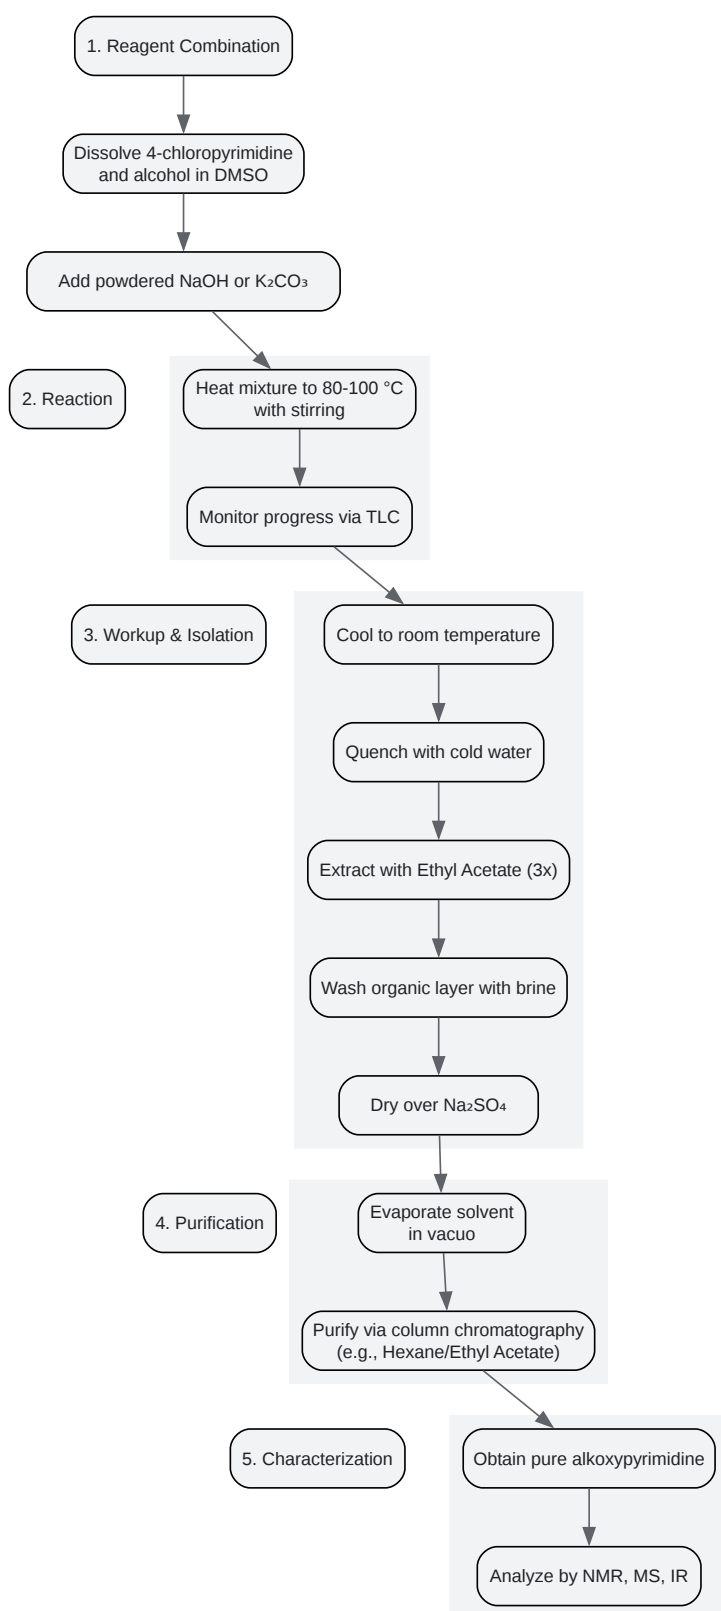 1. Reagent Combination
Dissolve 4-chloropyrimidine
and alcohol in DMSO
Add powdered NaOH or K₂CO₃
2. Reaction
Heat mixture to 80-100 °C
with stirring
Monitor progress via TLC
3. Workup & Isolation
Cool to room temperature
Quench with cold water
Extract with Ethyl Acetate (3x)
Wash organic layer with brine
Dry over Na₂SO₄
4. Purification
Evaporate solvent
in vacuo
Purify via column chromatography
(e.g., Hexane/Ethyl Acetate)
5. Characterization
Obtain pure alkoxypyrimidine
Analyze by NMR, MS, IR